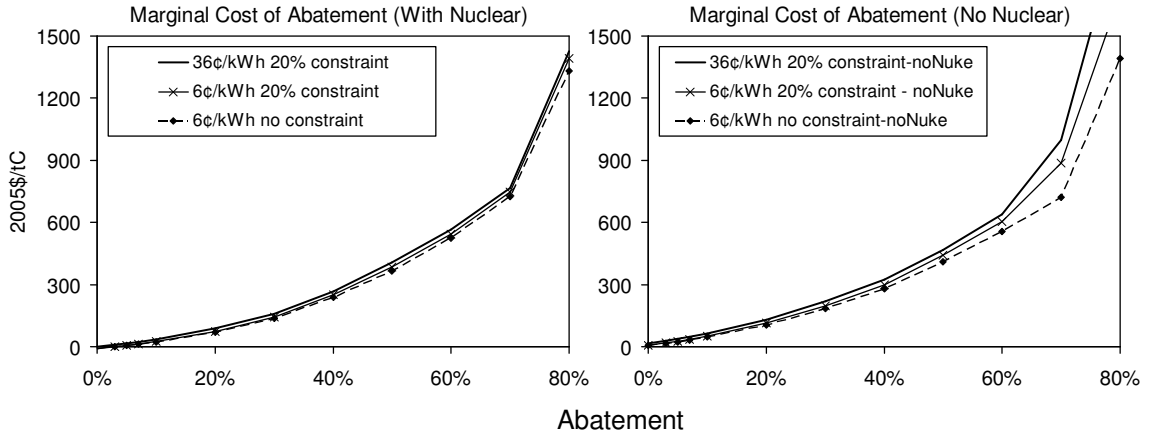 Marginal Cost of Abatement (With Nuclear)
1500
1200
900
600
300
0
2005$/tC
36¢/kWh 20% constraint
6¢/kWh 20% constraint
6¢/kWh no constraint
0%
20%
40%
60%
80%
Marginal Cost of Abatement (No Nuclear)
1500
1200
900
600
300
0
36¢/kWh 20% constraint-noNuke
6¢/kWh 20% constraint - noNuke
6¢/kWh no constraint-noNuke
0%
20%
40%
60%
80%
Abatement